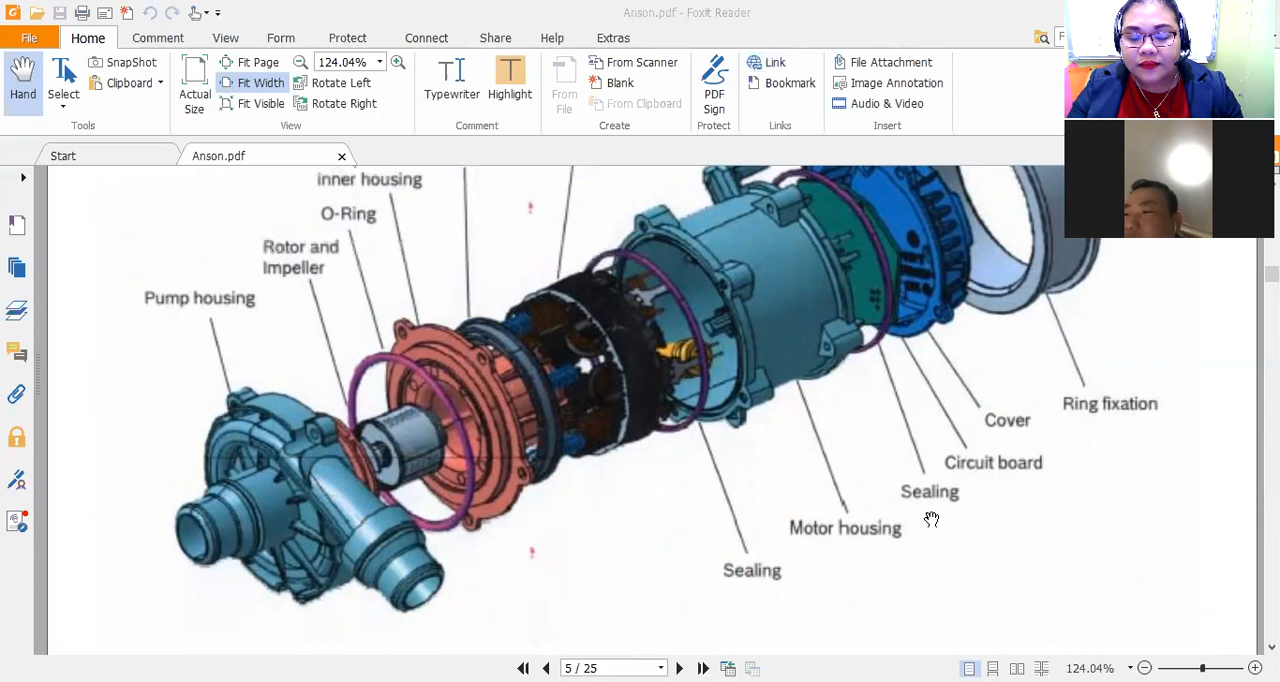 Anson.pdf - Foxit Reader
File
Home
Comment
View
Form
Protect
Connect
Share
Help
Extras
Hand
Select
SnapShot
Clipboard
Tools
Actual
Size
Fit Page
Fit Width
Fit Visible
124.04%
Rotate Left
Rotate Right
View
Typewriter
Highlight
Comment
From
File
From Scanner
Blank
From Clipboard
Create
PDF
Sign
Protect
Link
Bookmark
Links
File Attachment
Image Annotation
Audio & Video
Insert
Start
Anson.pdf
inner housing
O-Ring
Rotor and
Impeller
Pump housing
Ring fixation
Cover
Circuit board
Sealing
Motor housing
Sealing
5 / 25
124.04%